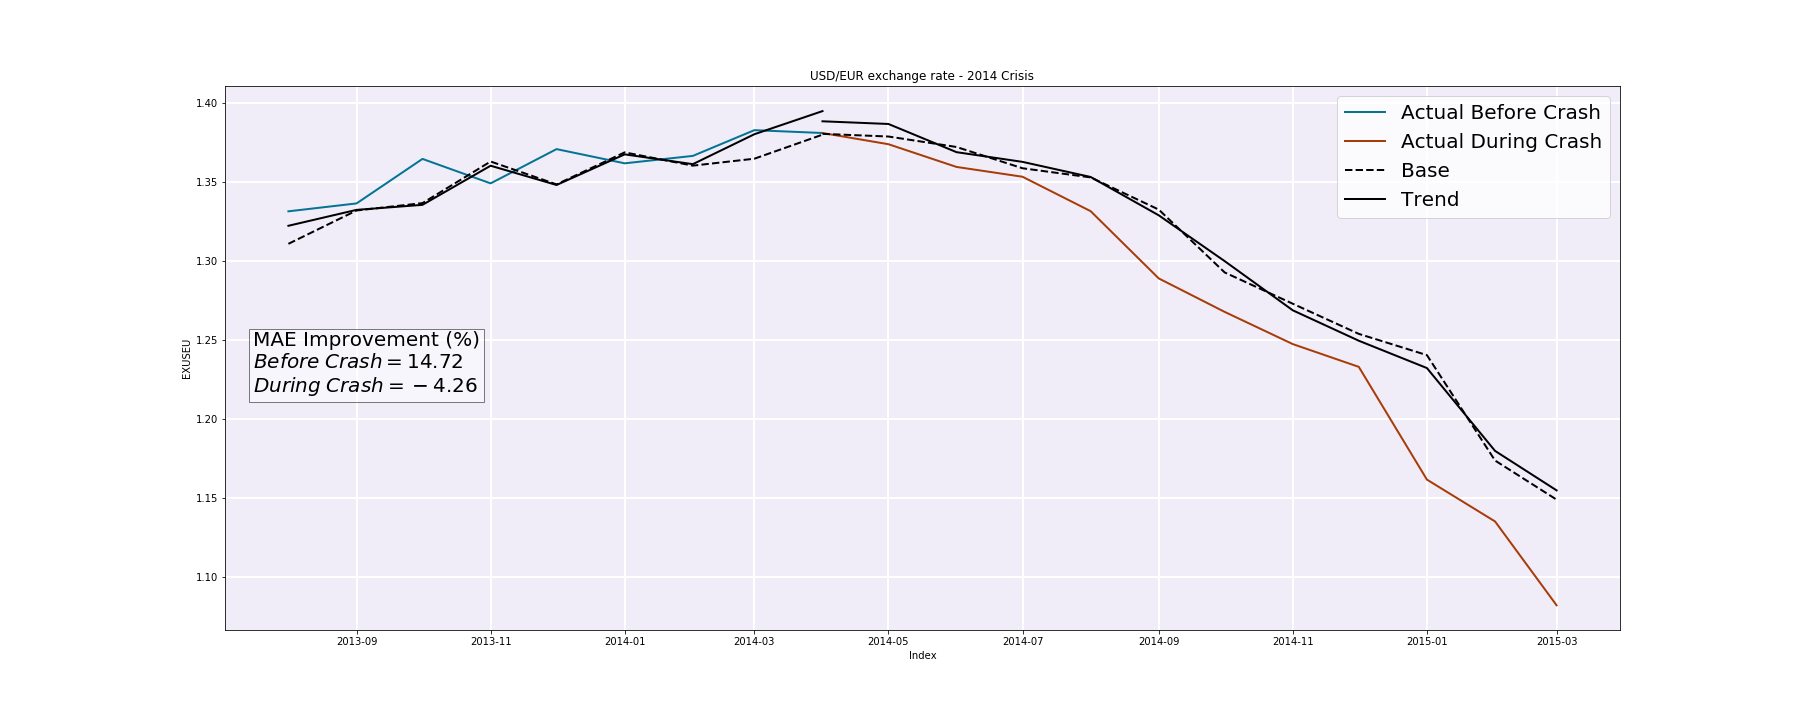 USD/EUR exchange rate - 2014 Crisis
1.40
1.35
1.30
1.25
1.20
1.15
1.10
EXUSEU
Actual Before Crash
Actual During Crash
Base
Trend
MAE Improvement (%)
Before Crash = 14.72
During Crash = − 4.26
2013-09 2013-11 2014-01 2014-03 2014-05 2014-07 2014-09 2014-11 2015-01 2015-03
Index